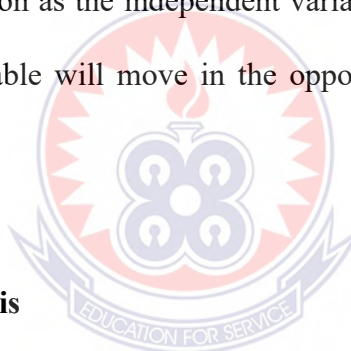 on as the independent varia
able will move in the oppo
is
EDUCATION FOR SERVICE